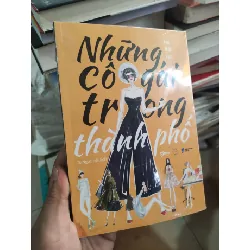 Những
cô gái
trong
thành phố